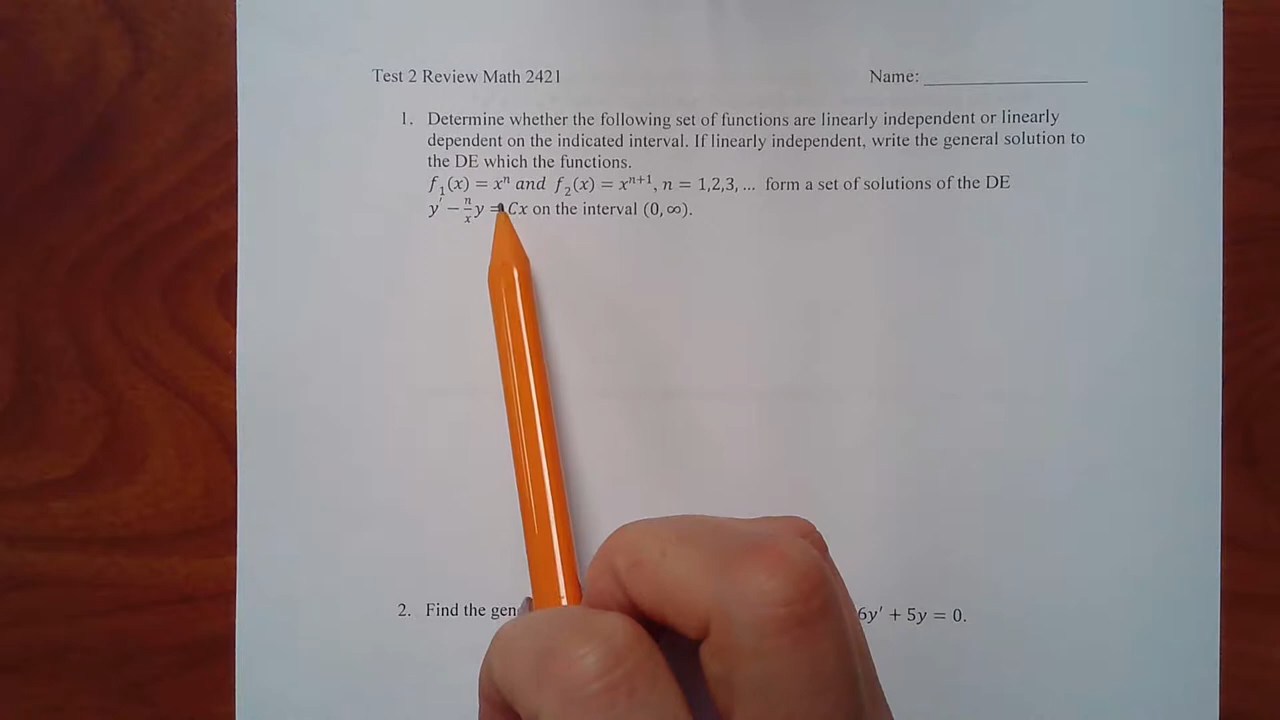 Test 2 Review Math 2421 Name: ____________
1. Determine whether the following set of functions are linearly independent or linearly
dependent on the indicated interval. If linearly independent, write the general solution to
the DE which the functions.
f₁(x) = xⁿ and f₂(x) = xⁿ⁺¹, n = 1,2,3, … form a set of solutions of the DE
y′ − n/x y = Cx on the interval (0, ∞).
2. Find the 6y′ + 5y = 0.